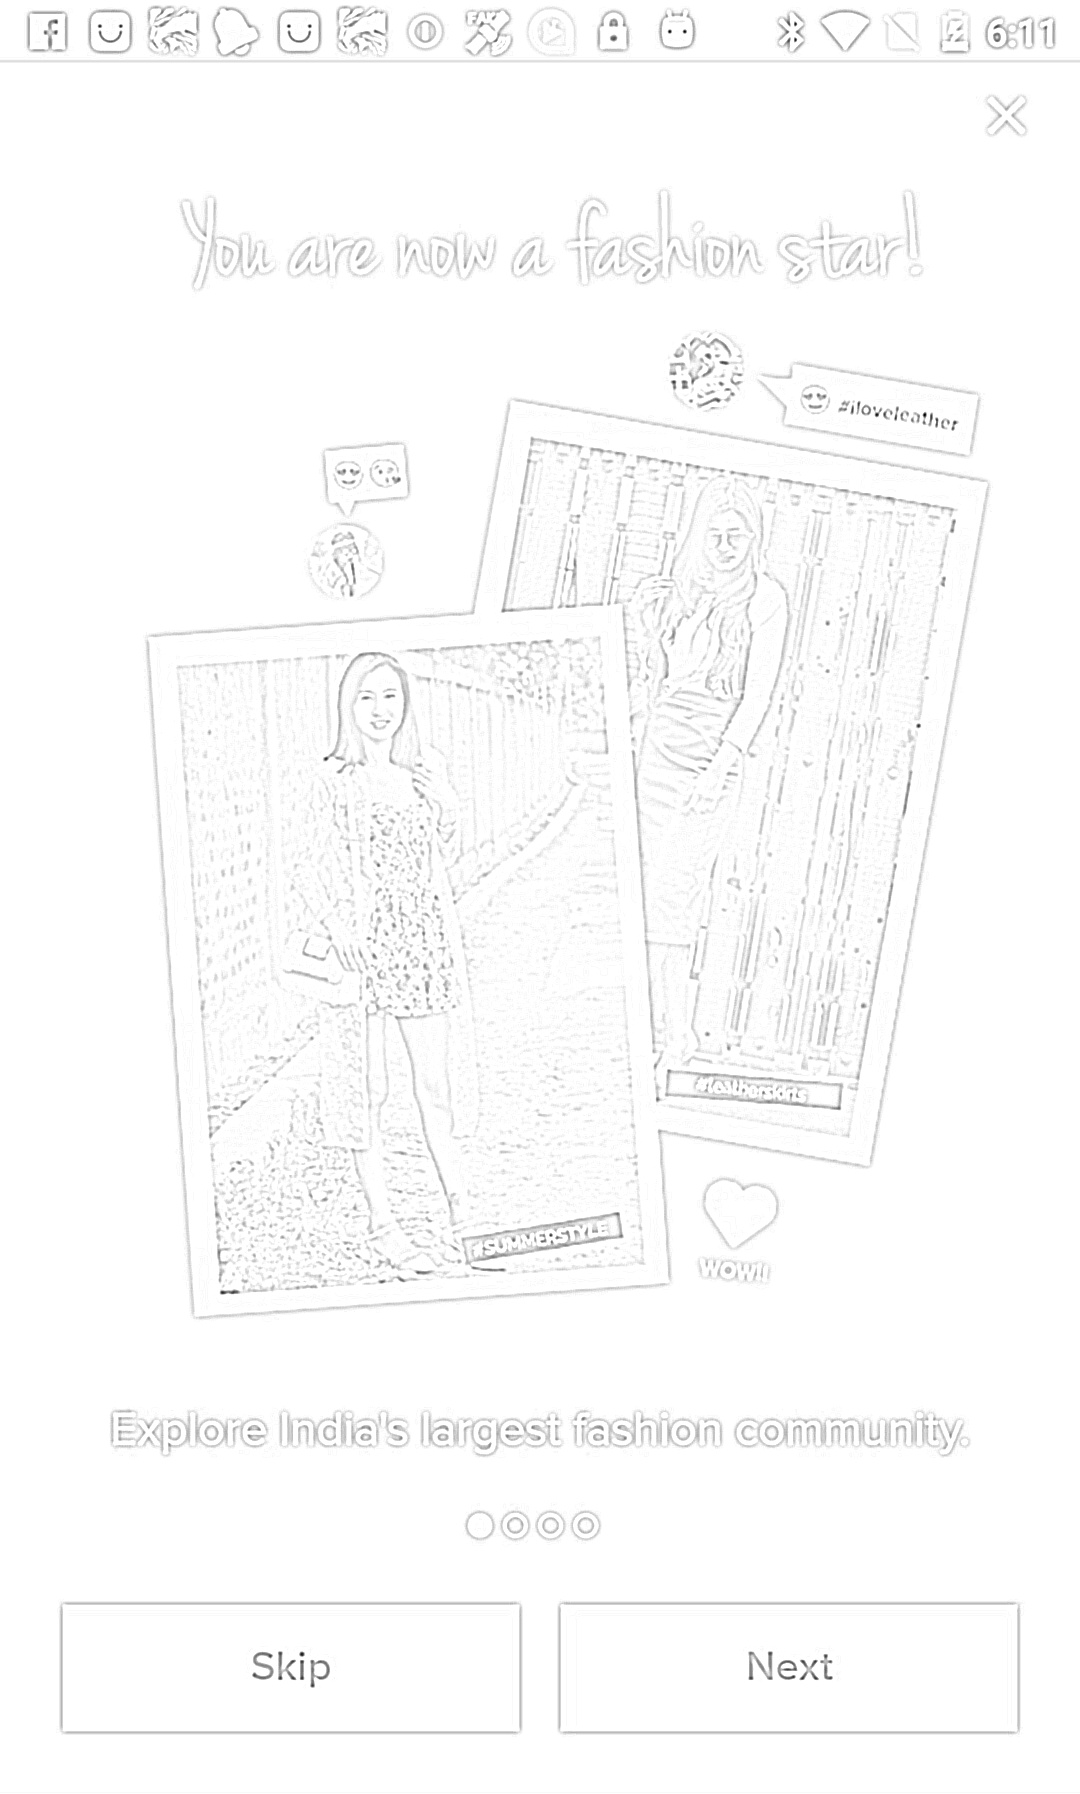 6:11
You are now a fashion star!
#iloveleather
#leatherskirts
#SUMMERSTYLE
WOW!!
Explore India's largest fashion community.
Skip
Next